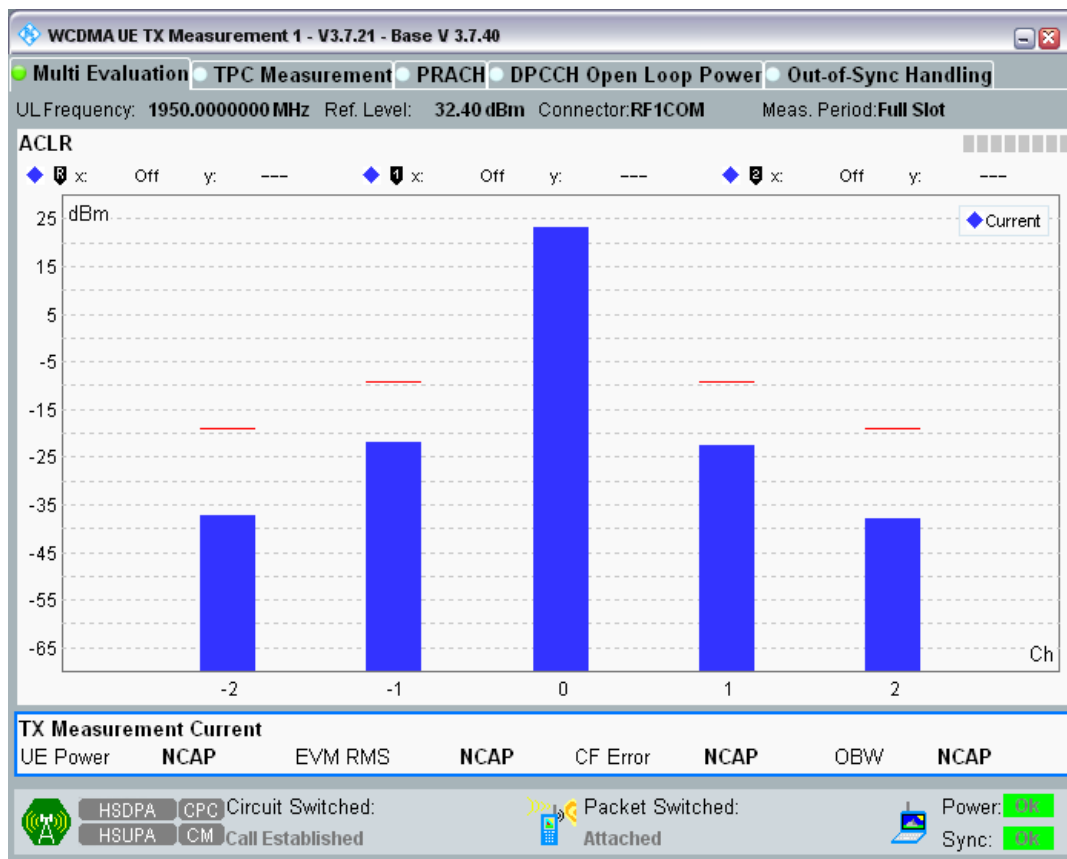 WCDMA UE TX Measurement 1 - V3.7.21 - Base V 3.7.40
Multi Evaluation TPC Measurement PRACH DPCCH Open Loop Power Out-of-Sync Handling
UL Frequency: 1950.0000000 MHz Ref. Level: 32.40 dBm Connector:RF1COM Meas. Period:Full Slot
ACLR
R x: Off y: --- 1 x: Off y: --- 2 x: Off y: ---
25 dBm Current
15
5
-5
-15
-25
-35
-45
-55
-65 Ch
-2 -1 0 1 2
TX Measurement Current
UE Power NCAP EVM RMS NCAP CF Error NCAP OBW NCAP
HSDPA CPC Circuit Switched: Packet Switched: Power: OK
HSUPA CM Call Established Attached Sync: OK